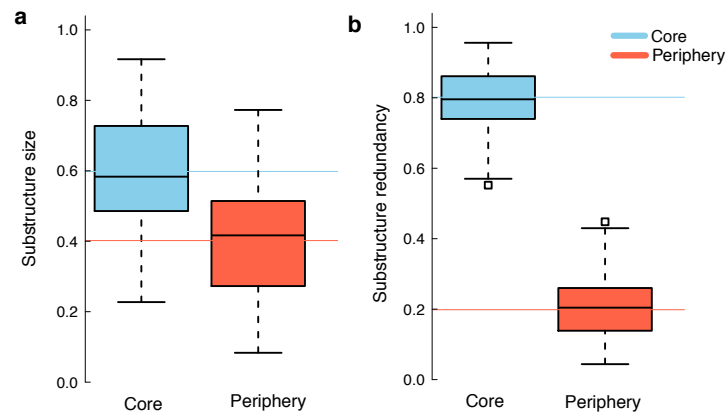 a
Substructure size
1.0
0.8
0.6
0.4
0.2
0.0
Core
Periphery
b
Substructure redundancy
1.0
0.8
0.6
0.4
0.2
0.0
Core
Periphery
Core
Periphery